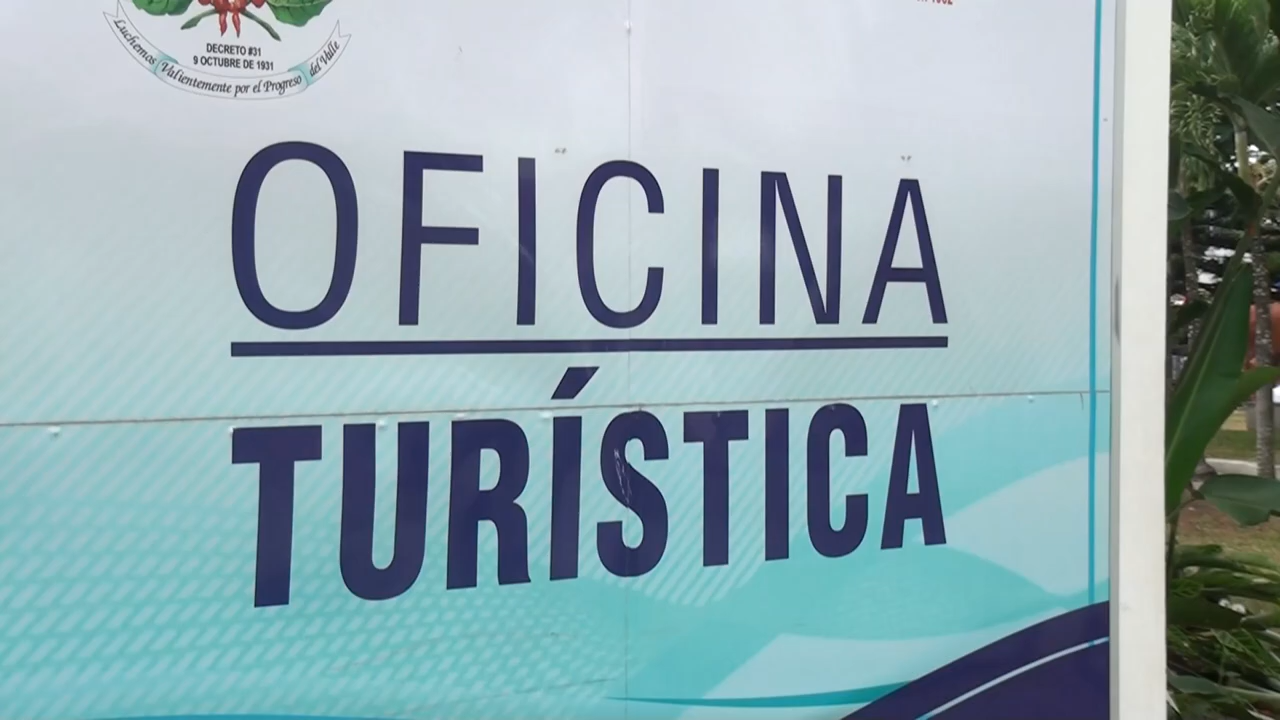 DECRETO #31
9 OCTUBRE DE 1931
Luchemos Valientemente por el Progreso del Valle
OFICINA
TURÍSTICA